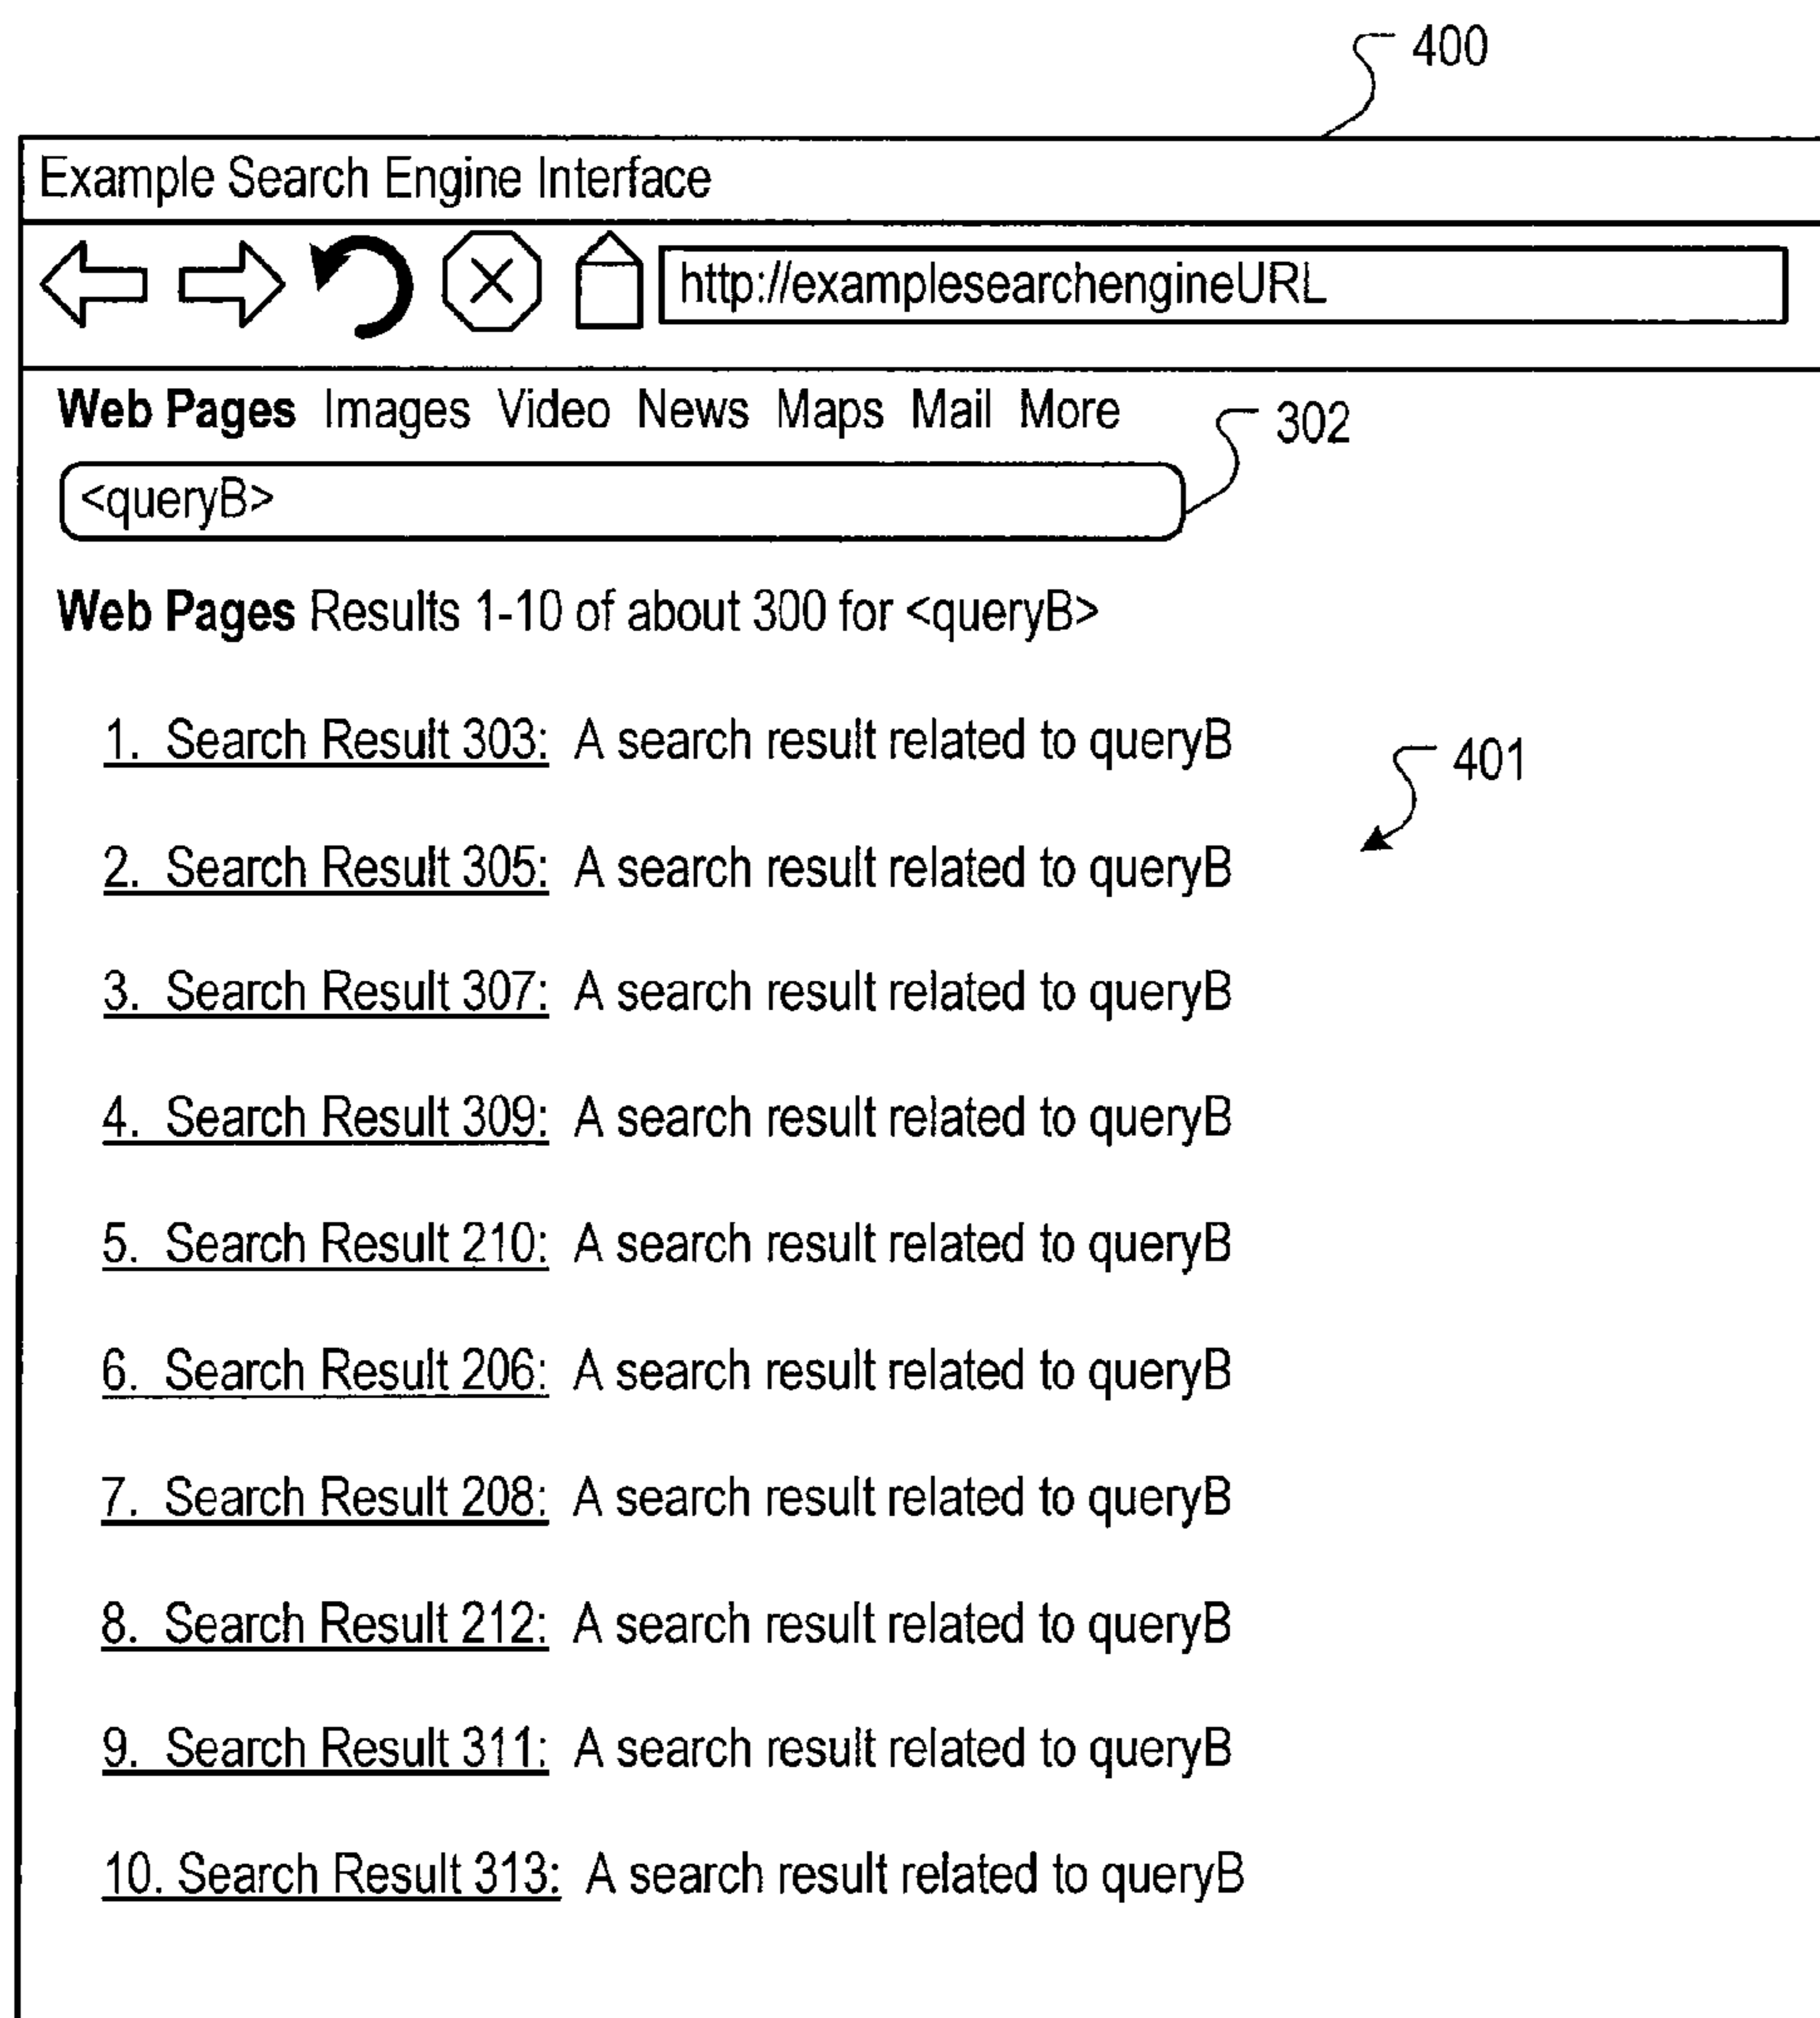 400
Example Search Engine Interface
http://examplesearchengineURL
Web Pages Images Video News Maps Mail More
302
<queryB>
Web Pages Results 1-10 of about 300 for <queryB>
1. Search Result 303: A search result related to queryB
401
2. Search Result 305: A search result related to queryB
3. Search Result 307: A search result related to queryB
4. Search Result 309: A search result related to queryB
5. Search Result 210: A search result related to queryB
6. Search Result 206: A search result related to queryB
7. Search Result 208: A search result related to queryB
8. Search Result 212: A search result related to queryB
9. Search Result 311: A search result related to queryB
10. Search Result 313: A search result related to queryB